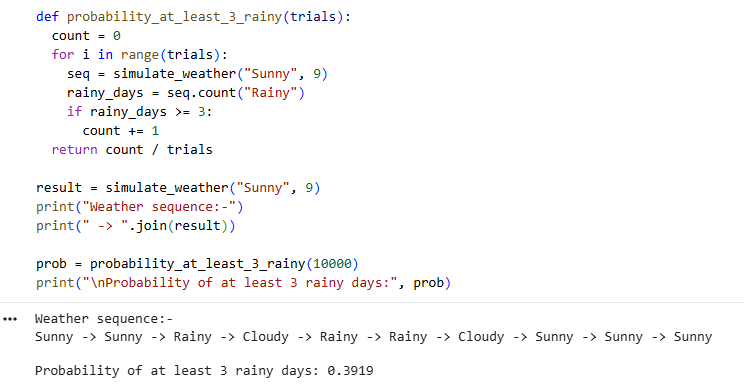 def probability_at_least_3_rainy(trials):
  count = 0
  for i in range(trials):
    seq = simulate_weather("Sunny", 9)
    rainy_days = seq.count("Rainy")
    if rainy_days >= 3:
      count += 1
  return count / trials

result = simulate_weather("Sunny", 9)
print("Weather sequence:-")
print(" -> ".join(result))

prob = probability_at_least_3_rainy(10000)
print("\nProbability of at least 3 rainy days:", prob)

Weather sequence:-
Sunny -> Sunny -> Rainy -> Cloudy -> Rainy -> Rainy -> Cloudy -> Sunny -> Sunny -> Sunny

Probability of at least 3 rainy days: 0.3919